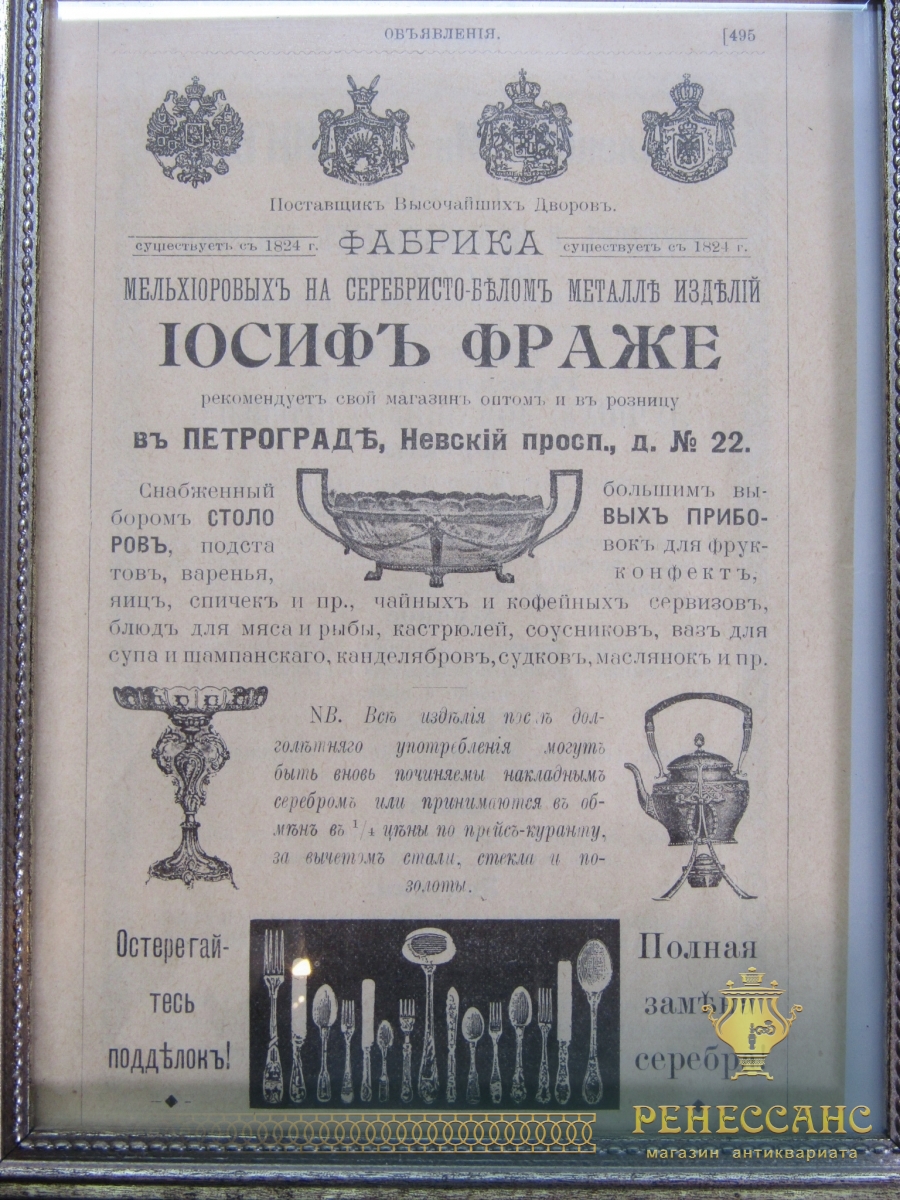 ОБЪЯВЛЕНІЯ. [495
Поставщикъ Высочайшихъ Дворовъ.
существуетъ съ 1824 г. ФАБРИКА существуетъ съ 1824 г.
МЕЛЬХІОРОВЫХЪ НА СЕРЕБРИСТО-БѢЛОМЪ МЕТАЛЛѢ ИЗДѢЛІЙ
ІОСИФЪ ФРАЖЕ
рекомендуетъ свой магазинъ оптомъ и въ розницу
въ ПЕТРОГРАДѢ, Невскій просп., д. № 22.
Снабженный большимъ вы-
боромъ СТОЛО ВЫХЪ ПРИБО-
РОВЪ, подста вокъ для фрук-
товъ, варенья, конфектъ,
яицъ, спичекъ и пр., чайныхъ и кофейныхъ сервизовъ,
блюдъ для мяса и рыбы, кастрюлей, соусниковъ, вазъ для
супа и шампанскаго, канделябровъ, судковъ, маслянокъ и пр.
NB. Всѣ издѣлія послѣ дол-
голѣтняго употребленія могутъ
быть вновь починяемы накладнымъ
серебромъ или принимаются въ об-
мѣнъ въ 1/4 цѣны по прейсъ-куранту,
за вычетомъ стали, стекла и по-
золоты.
Остерегай-
тесь
поддѣлокъ!
Полная
замѣна
серебра
РЕНЕССАНС
магазин антиквариата